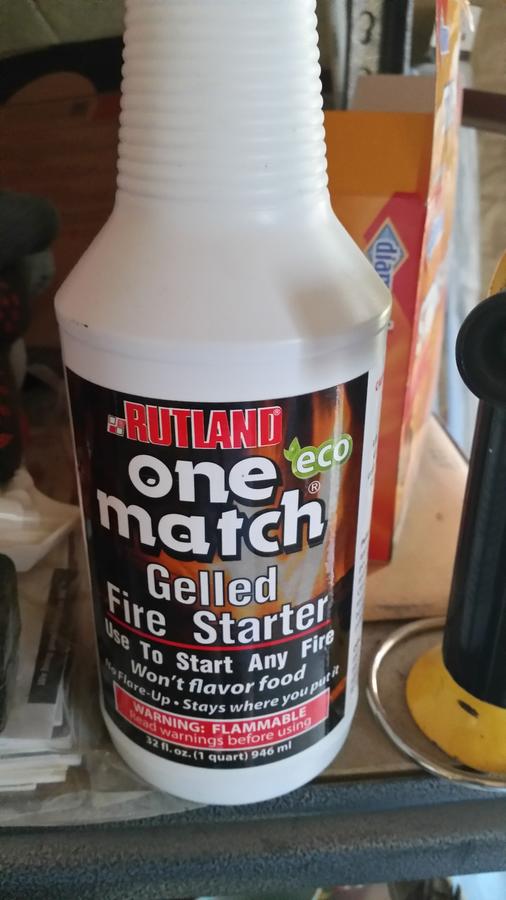 RUTLAND®
one eco
match®
Gelled
Fire Starter
Use To Start Any Fire
Won't flavor food
No Flare-Up • Stays where you put it
WARNING: FLAMMABLE
Read warnings before using
32 fl. oz. (1 quart) 946 ml